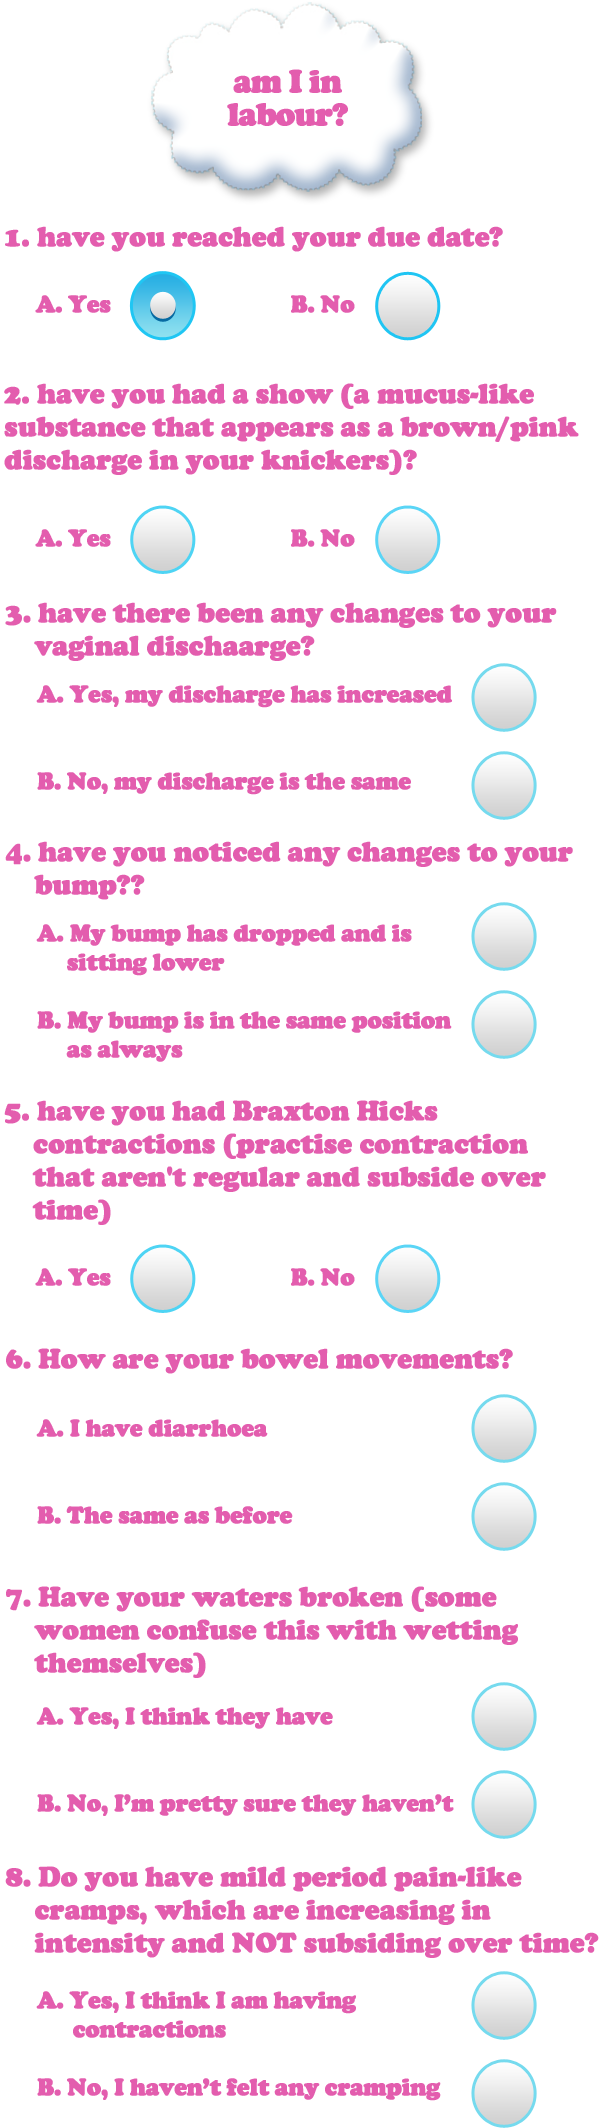 am I in
labour?
1. have you reached your due date?
A. Yes
B. No
2. have you had a show (a mucus-like
substance that appears as a brown/pink
discharge in your knickers)?
A. Yes
B. No
3. have there been any changes to your
vaginal dischaarge?
A. Yes, my discharge has increased
B. No, my discharge is the same
4. have you noticed any changes to your
bump??
A. My bump has dropped and is
sitting lower
B. My bump is in the same position
as always
5. have you had Braxton Hicks
contractions (practise contraction
that aren't regular and subside over
time)
A. Yes
B. No
6. How are your bowel movements?
A. I have diarrhoea
B. The same as before
7. Have your waters broken (some
women confuse this with wetting
themselves)
A. Yes, I think they have
B. No, I’m pretty sure they haven’t
8. Do you have mild period pain-like
cramps, which are increasing in
intensity and NOT subsiding over time?
A. Yes, I think I am having
contractions
B. No, I haven’t felt any cramping